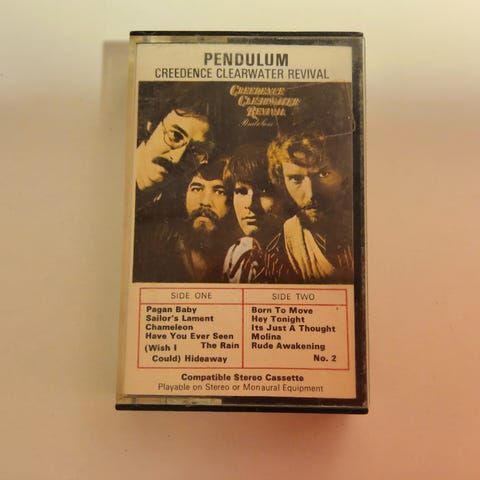 PENDULUM
CREEDENCE CLEARWATER REVIVAL
CREEDENCE
CLEARWATER
REVIVAL
Pendulum
SIDE ONE
Pagan Baby
Sailor's Lament
Chameleon
Have You Ever Seen
The Rain
(Wish I
Could) Hideaway
SIDE TWO
Born To Move
Hey Tonight
Its Just A Thought
Molina
Rude Awakening
No. 2
Compatible Stereo Cassette
Playable on Stereo or Monaural Equipment